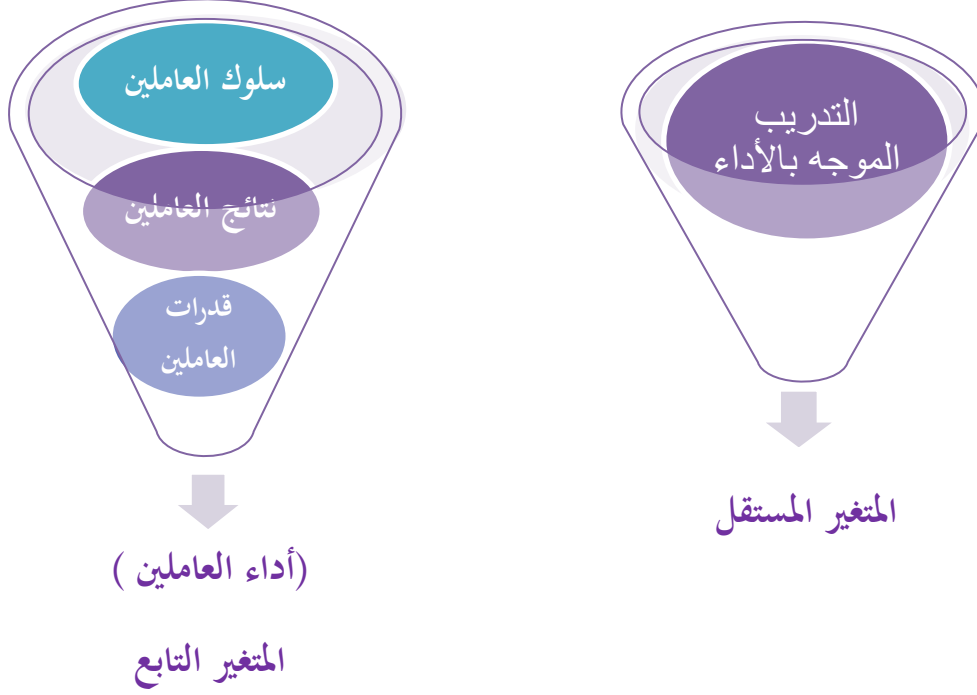 التدريب
الموجه بالأداء
المتغير المستقل
سلوك العاملين
نتائج العاملين
قدرات
العاملين
(أداء العاملين )
المتغير التابع